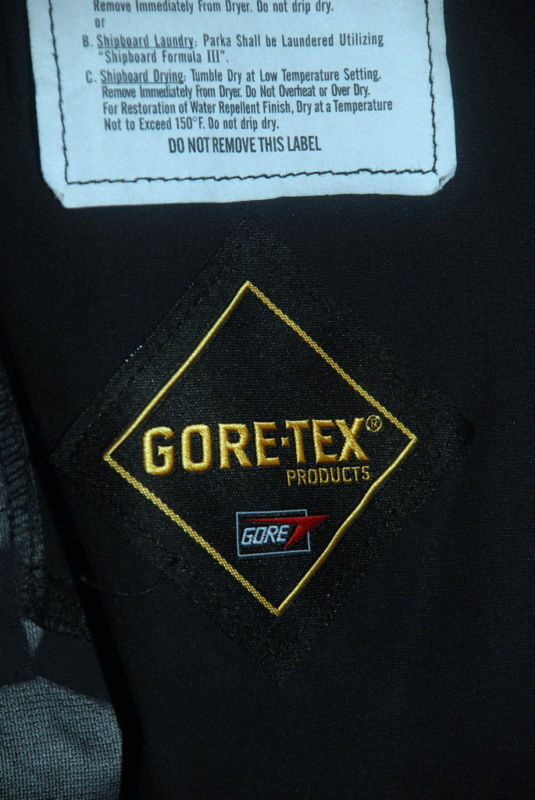 Remove Immediately From Dryer. Do not drip dry.
or
B. Shipboard Laundry: Parka Shall be Laundered Utilizing
"Shipboard Formula III".
C. Shipboard Drying: Tumble Dry at Low Temperature Setting.
Remove Immediately From Dryer. Do Not Overheat or Over Dry.
For Restoration of Water Repellent Finish, Dry at a Temperature
Not to Exceed 150°F. Do not drip dry.
DO NOT REMOVE THIS LABEL
GORE-TEX®
PRODUCTS
GORE